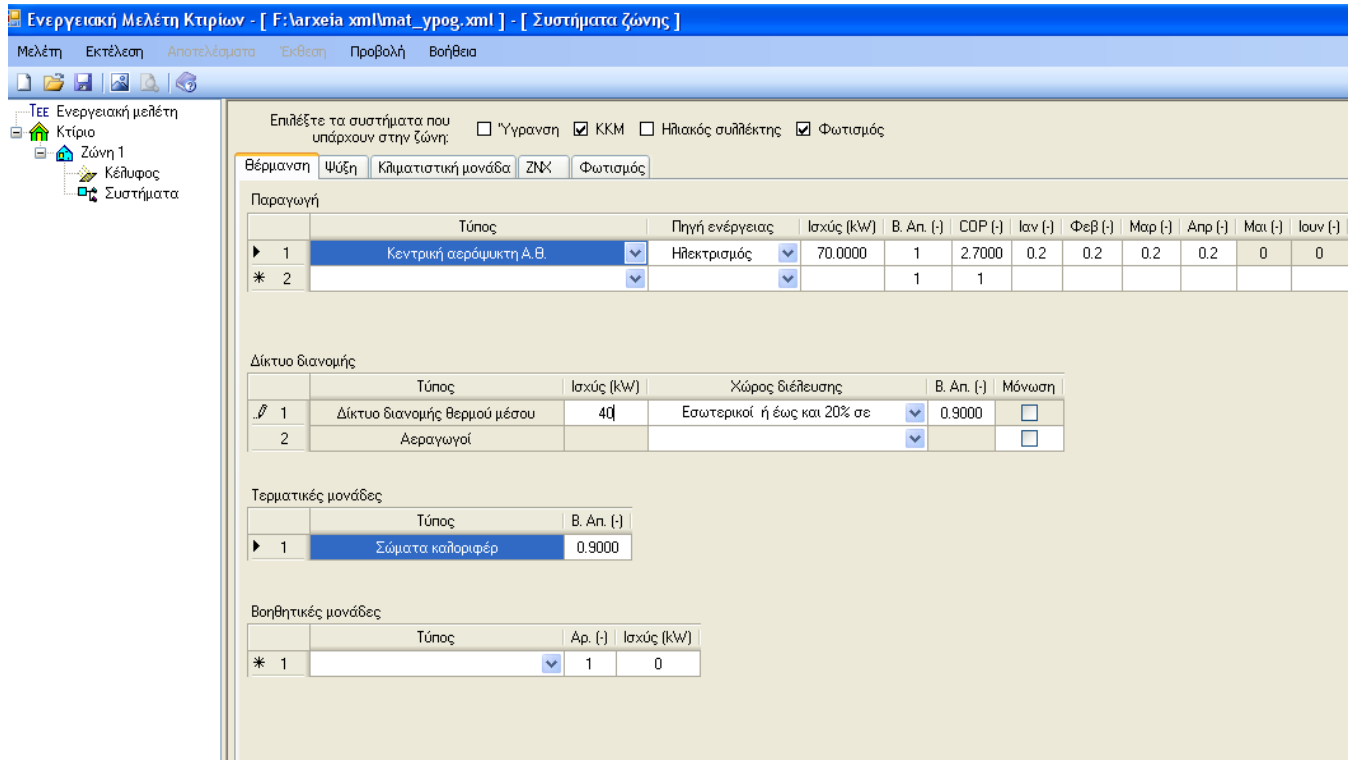 Ενεργειακή Μελέτη Κτιρίων - [ F:\arxeia xml\mat_ypog.xml ] - [ Συστήματα ζώνης ]
Μελέτη Εκτέλεση Αποτελέσματα Έκθεση Προβολή Βοήθεια
TEE Ενεργειακή μελέτη
Κτίριο
Ζώνη 1
Κέλυφος
Συστήματα
Επιλέξτε τα συστήματα που υπάρχουν στην ζώνη:
Ύγρανση ΚΚΜ Ηλιακός συλλέκτης Φωτισμός
Θέρμανση Ψύξη Κλιματιστική μονάδα ΖΝΧ Φωτισμός
Παραγωγή
Τύπος Πηγή ενέργειας Ισχύς (kW) Β. Απ. (-) COP (-) Ιαν (-) Φεβ (-) Μαρ (-) Απρ (-) Μαι (-) Ιουν (-)
1 Κεντρική αερόψυκτη Α.Θ. Ηλεκτρισμός 70.0000 1 2.7000 0.2 0.2 0.2 0.2 0 0
* 2 1 1
Δίκτυο διανομής
Τύπος Ισχύς (kW) Χώρος διέλευσης Β. Απ. (-) Μόνωση
1 Δίκτυο διανομής θερμού μέσου 40 Εσωτερικοί ή έως και 20% σε 0.9000
2 Αεραγωγοί
Τερματικές μονάδες
Τύπος Β. Απ. (-)
1 Σώματα καλοριφέρ 0.9000
Βοηθητικές μονάδες
Τύπος Αρ. (-) Ισχύς (kW)
* 1 1 0